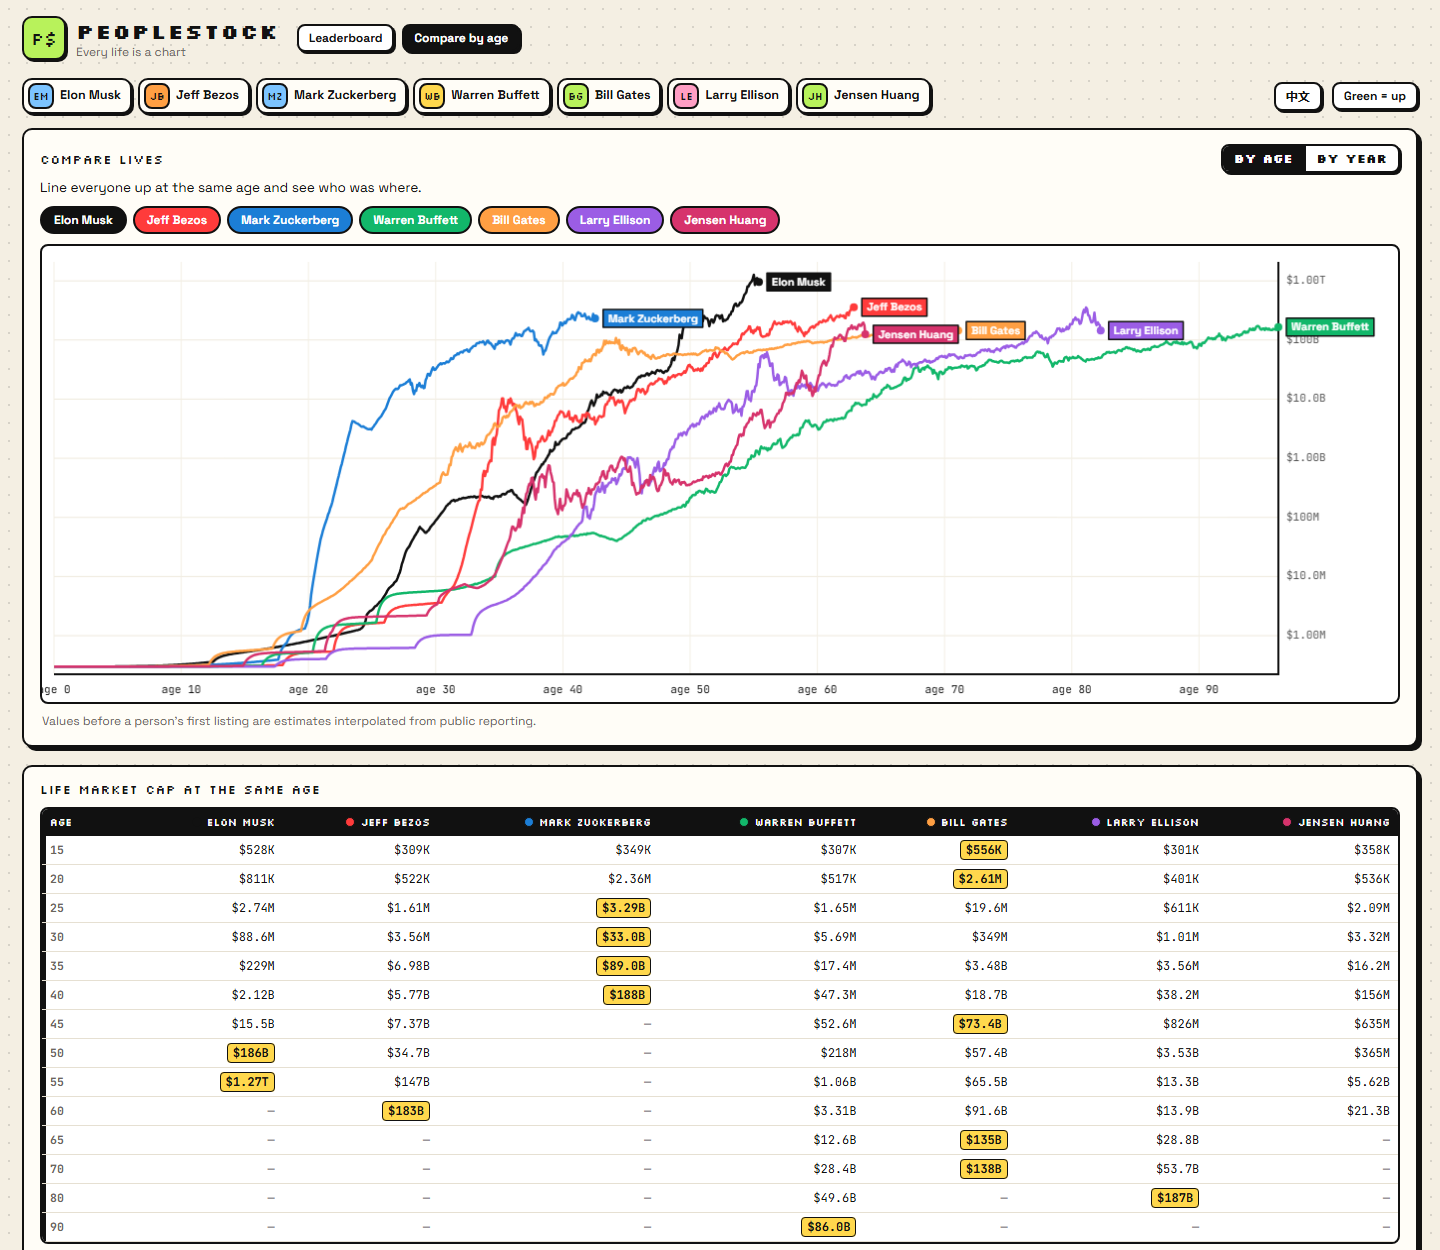 P$ PEOPLESTOCK
Every life is a chart
Leaderboard Compare by age
EM Elon Musk JB Jeff Bezos MZ Mark Zuckerberg WB Warren Buffett BG Bill Gates LE Larry Ellison JH Jensen Huang 中文 Green = up
COMPARE LIVES BY AGE BY YEAR
Line everyone up at the same age and see who was where.
Elon Musk Jeff Bezos Mark Zuckerberg Warren Buffett Bill Gates Larry Ellison Jensen Huang
Elon Musk $1.00T
Jeff Bezos
Mark Zuckerberg
Jensen Huang Bill Gates Larry Ellison Warren Buffett
$100B
$10.0B
$1.00B
$100M
$10.0M
$1.00M
ge 0 age 10 age 20 age 30 age 40 age 50 age 60 age 70 age 80 age 90
Values before a person's first listing are estimates interpolated from public reporting.
LIFE MARKET CAP AT THE SAME AGE
AGE ELON MUSK JEFF BEZOS MARK ZUCKERBERG WARREN BUFFETT BILL GATES LARRY ELLISON JENSEN HUANG
15 $528K $309K $349K $307K $556K $301K $358K
20 $811K $522K $2.36M $517K $2.61M $401K $536K
25 $2.74M $1.61M $3.29B $1.65M $19.6M $611K $2.09M
30 $88.6M $3.56M $33.0B $5.69M $349M $1.01M $3.32M
35 $229M $6.98B $89.0B $17.4M $3.48B $3.56M $16.2M
40 $2.12B $5.77B $188B $47.3M $18.7B $38.2M $156M
45 $15.5B $7.37B — $52.6M $73.4B $826M $635M
50 $186B $34.7B — $218M $57.4B $3.53B $365M
55 $1.27T $147B — $1.06B $65.5B $13.3B $5.62B
60 — $183B — $3.31B $91.6B $13.9B $21.3B
65 — — — $12.6B $135B $28.8B —
70 — — — $28.4B $138B $53.7B —
80 — — — $49.6B — $187B —
90 — — — $86.0B — — —